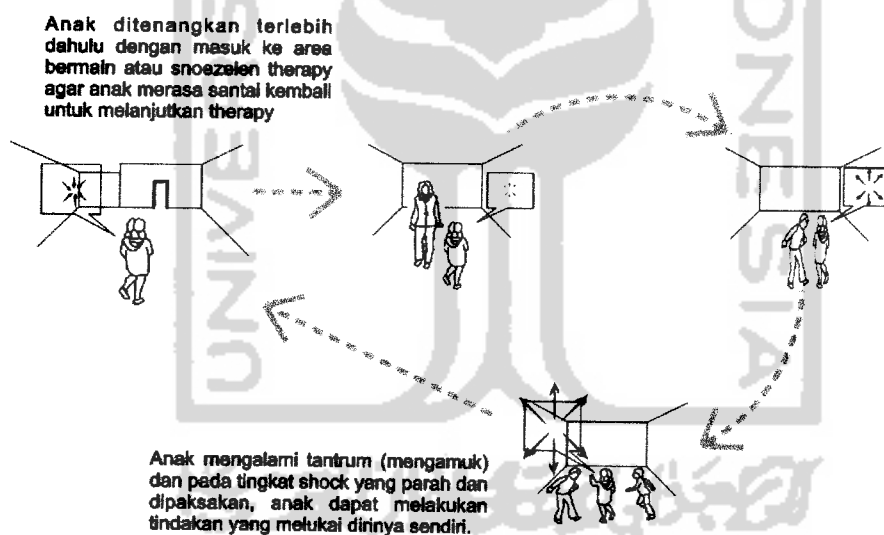 Anak ditenangkan terlebih
dahulu dengan masuk ke area
bermain atau snoezelen therapy
agar anak merasa santai kembali
untuk melanjutkan therapy
Anak mengalami tantrum (mengamuk)
dan pada tingkat shock yang parah dan
dipaksakan, anak dapat melakukan
tindakan yang melukai dirinya sendiri.